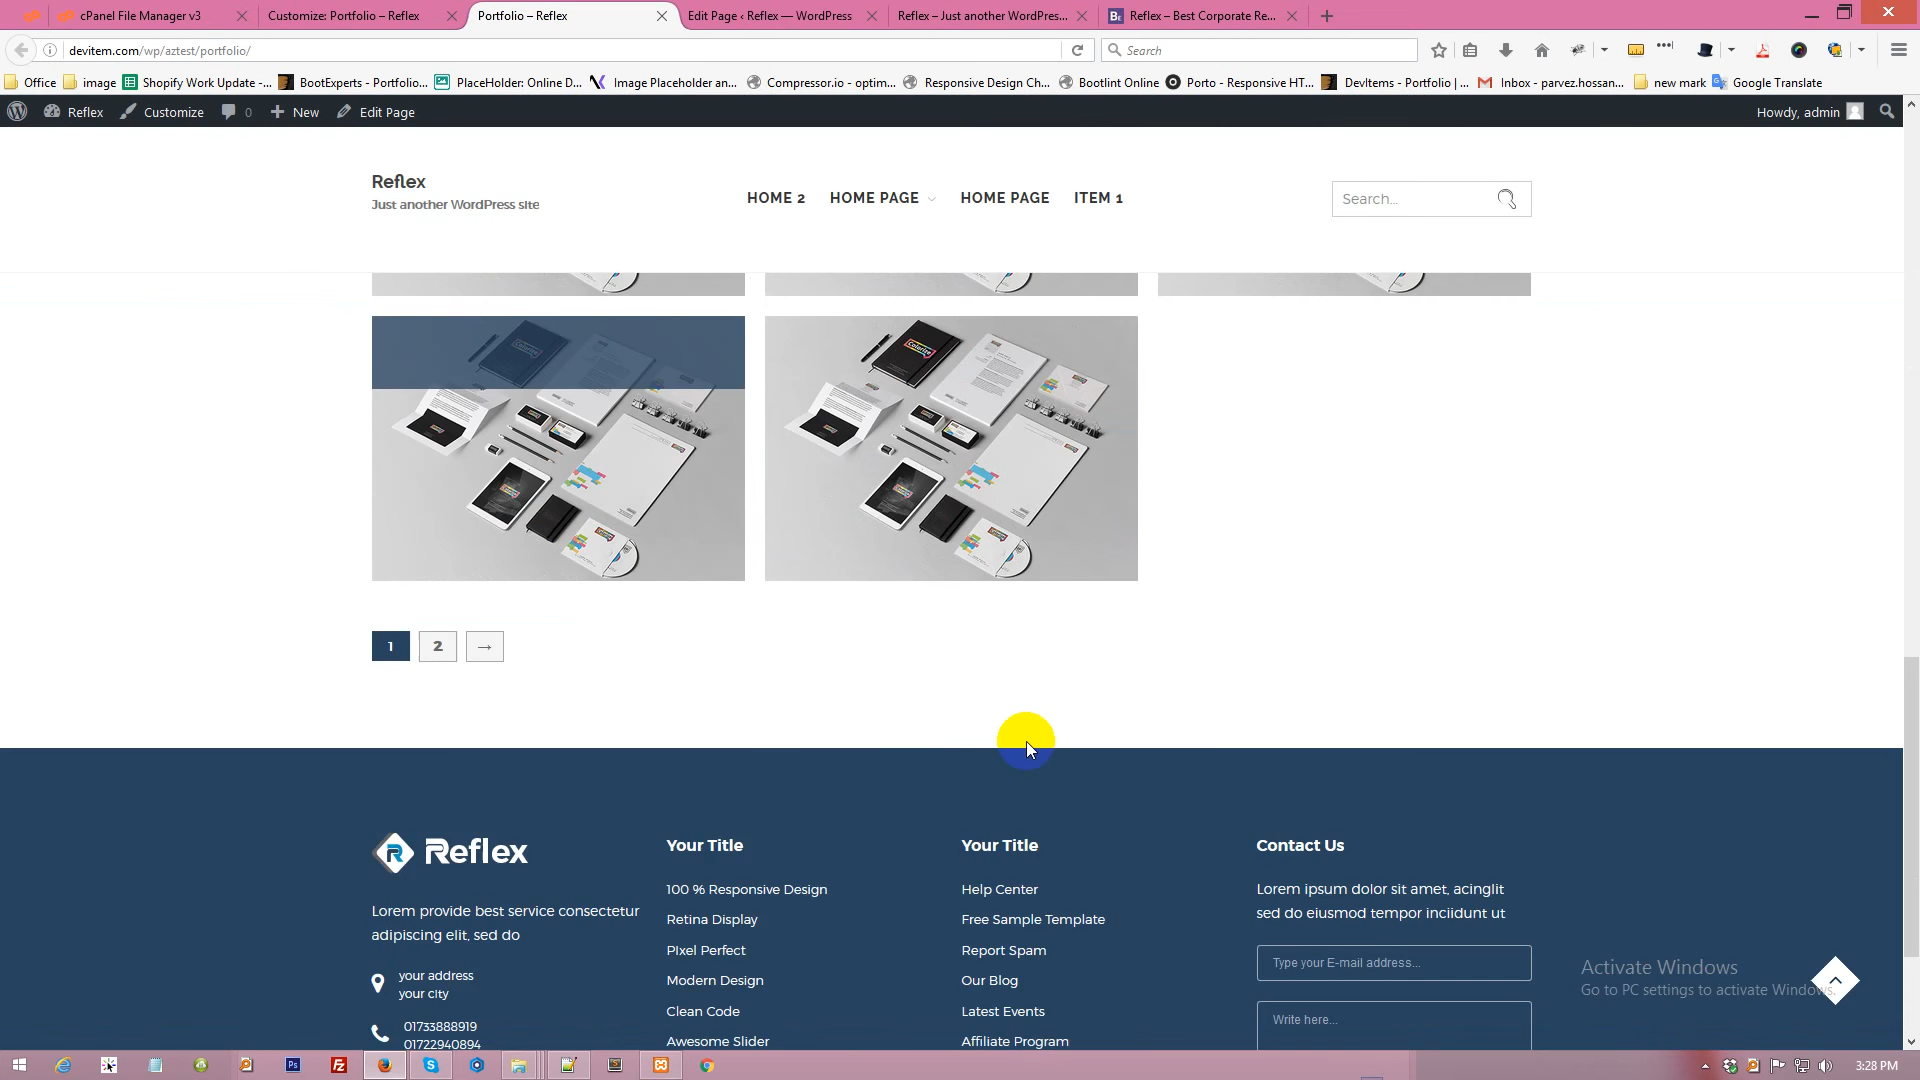 cPanel File Manager v3
Customize: Portfolio – Reflex
Portfolio – Reflex
Edit Page ‹ Reflex — WordPress
Reflex – Just another WordPres...
Reflex – Best Corporate Re...
devitem.com/wp/aztest/portfolio/
Search
Office
image
Shopify Work Update -...
BootExperts - Portfolio...
PlaceHolder: Online D...
Image Placeholder an...
Compressor.io - optim...
Responsive Design Ch...
Bootlint Online
Porto - Responsive HT...
DevItems - Portfolio | ...
Inbox - parvez.hossan...
new mark
Google Translate
Reflex
Customize
0
New
Edit Page
Howdy, admin
Reflex
Just another WordPress site
HOME 2
HOME PAGE
HOME PAGE
ITEM 1
Search...
Colorize
Colorize
1
2
→
Reflex
Lorem provide best service consectetur
adipiscing elit, sed do
your address
your city
01733888919
01722940894
Your Title
100 % Responsive Design
Retina Display
PIxel Perfect
Modern Design
Clean Code
Awesome Slider
Your Title
Help Center
Free Sample Template
Report Spam
Our Blog
Latest Events
Affiliate Program
Contact Us
Lorem ipsum dolor sit amet, acinglit
sed do eiusmod tempor inciidunt ut
Type your E-mail address...
Write here...
Activate Windows
Go to PC settings to activate Windows.
3:28 PM